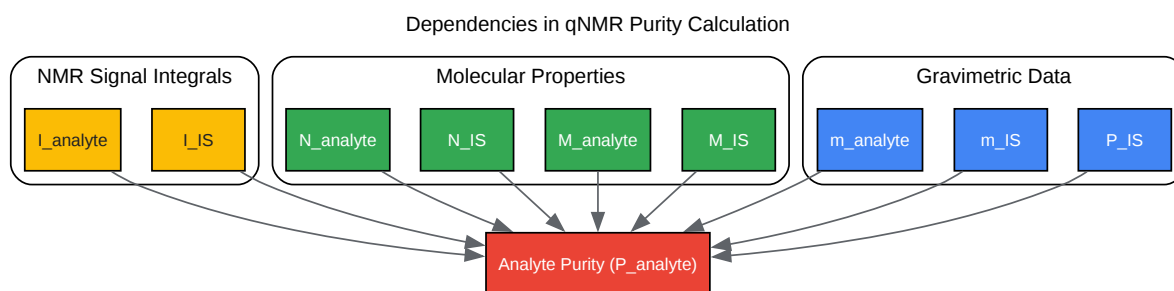 Dependencies in qNMR Purity Calculation
NMR Signal Integrals
Molecular Properties
Gravimetric Data
I_analyte
I_IS
N_analyte
N_IS
M_analyte
M_IS
m_analyte
m_IS
P_IS
Analyte Purity (P_analyte)